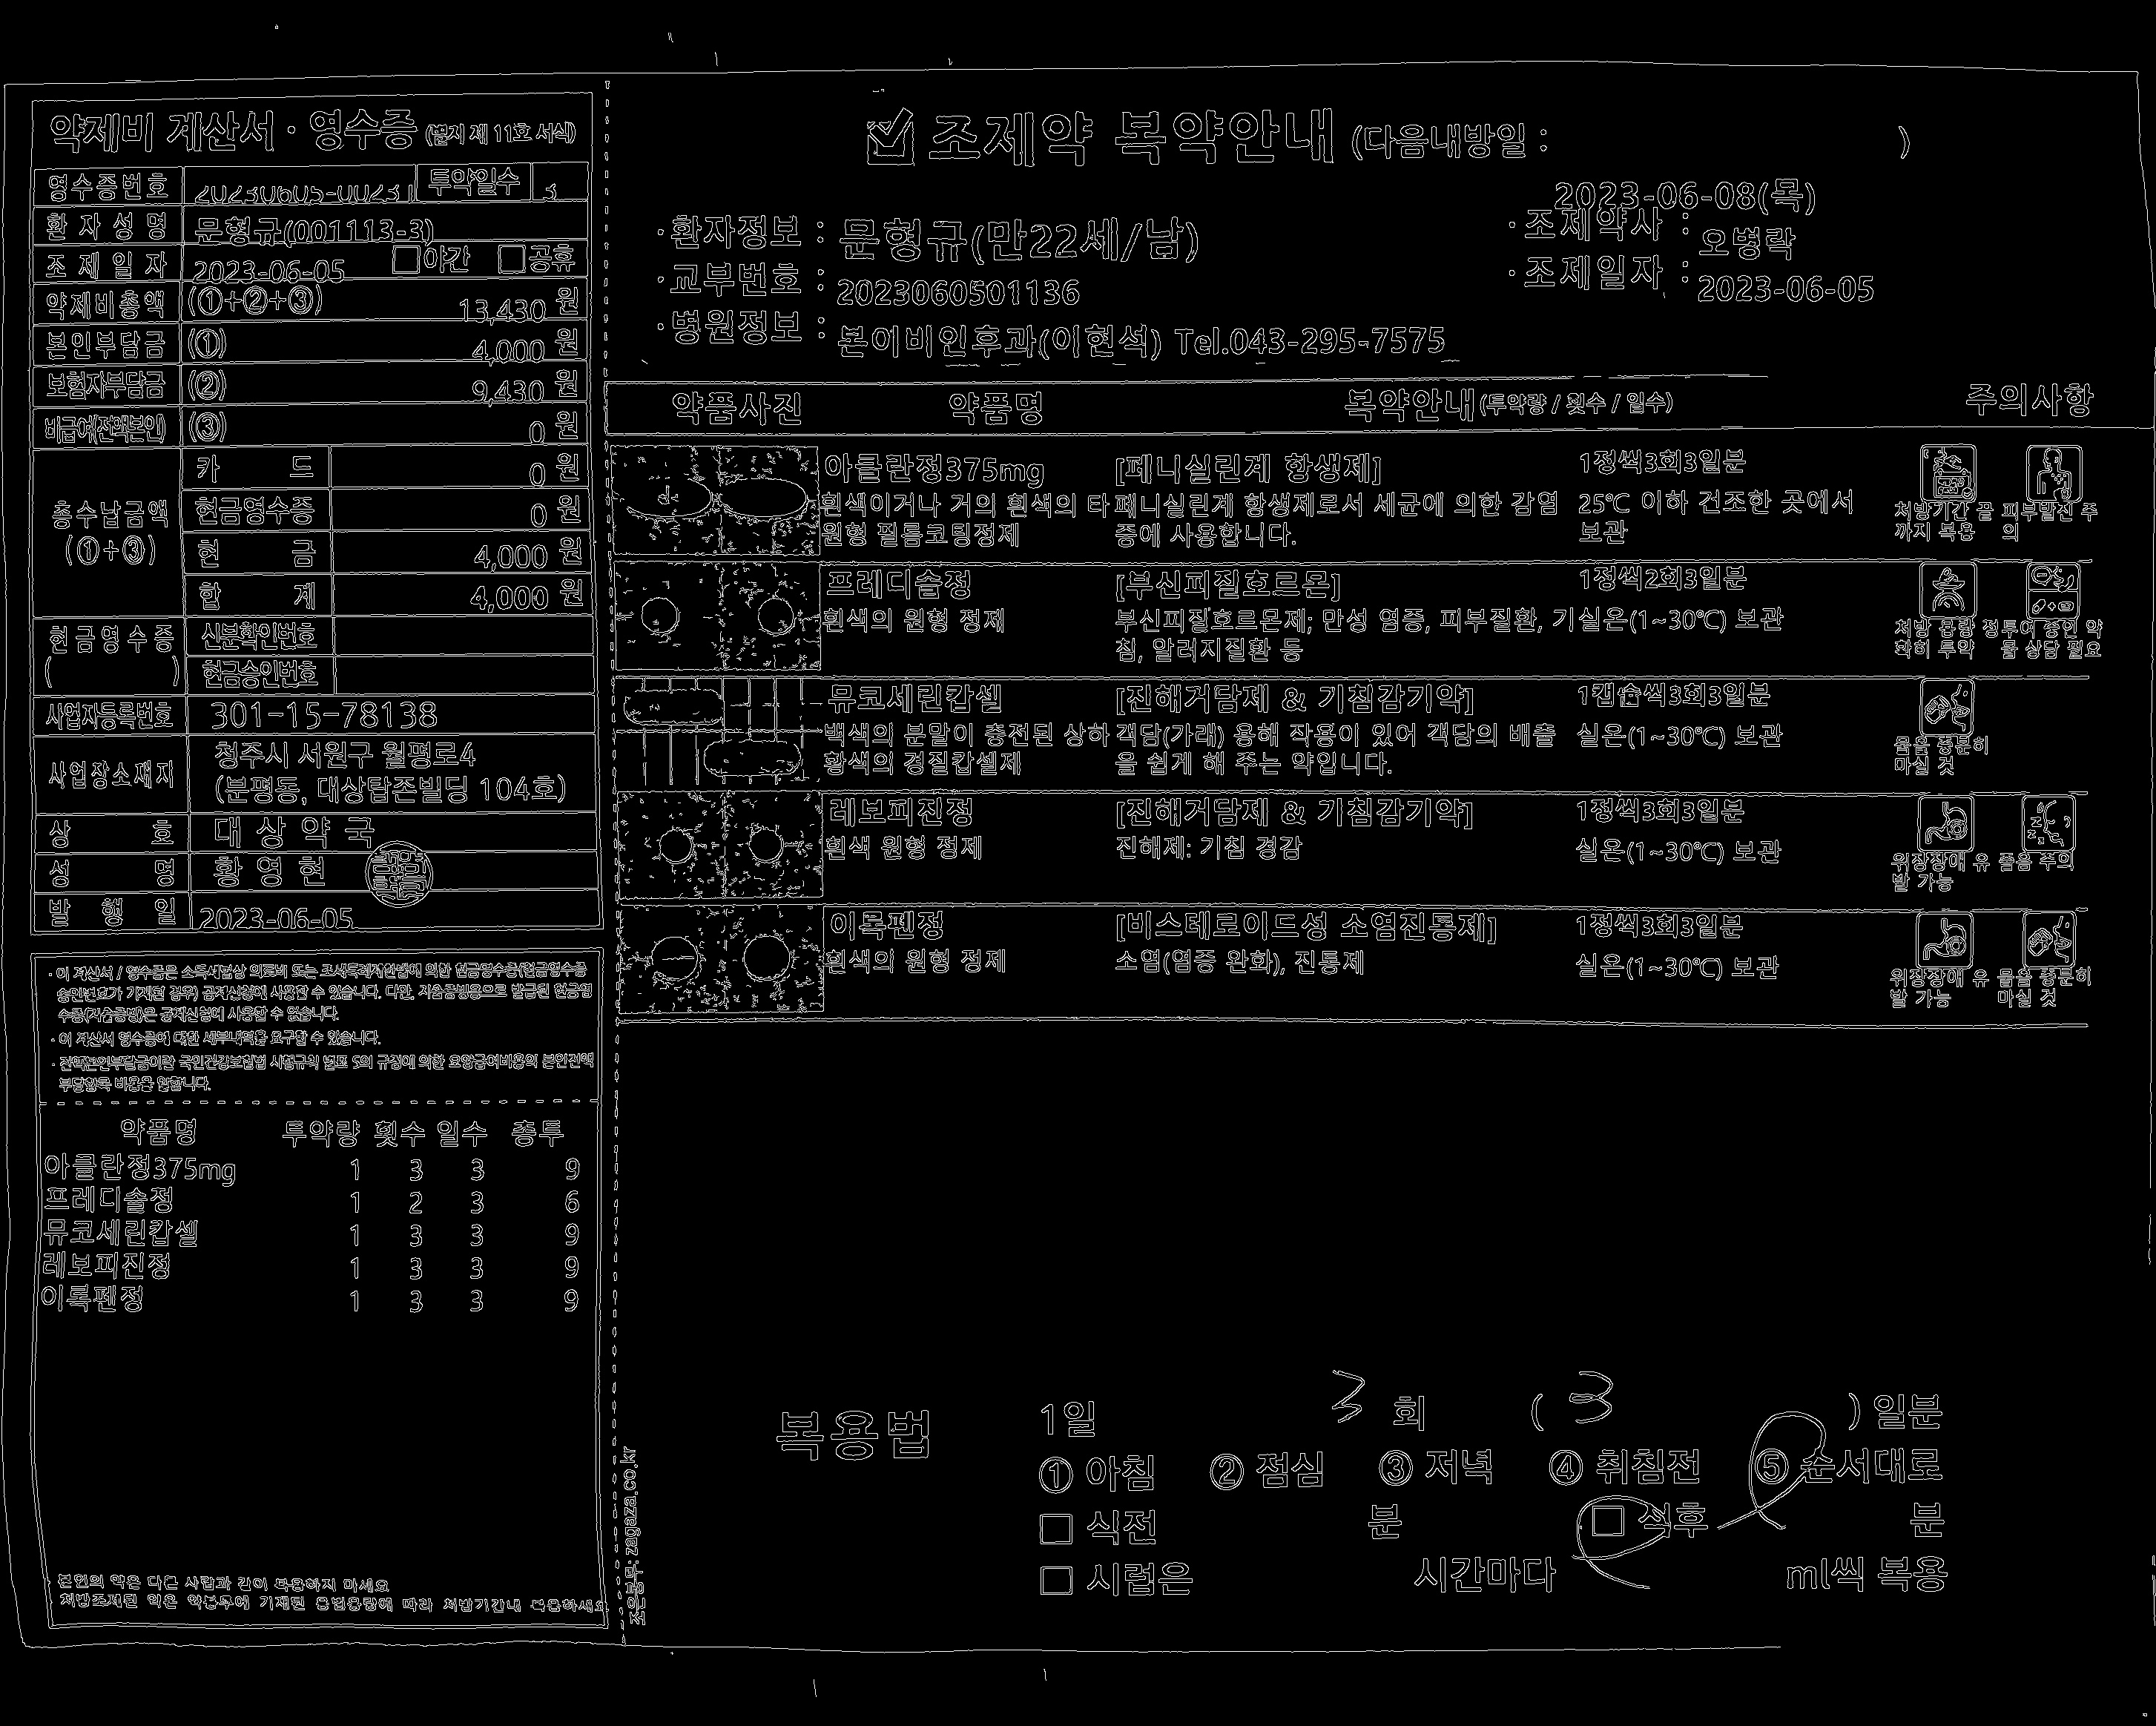 약제비 계산서 · 영수증 (별지 제 11호 서식)
영수증번호 20230605-00231 투약일수 3
환자성명 문형규(001113-3)
조제일자 2023-06-05 □야간 □공휴
약제비총액 (①+②+③) 13,430 원
본인부담금 (①) 4,000 원
보험자부담금 (②) 9,430 원
비급여(전액본인) (③) 0 원
총수납금액 (①+③)
카 드 0 원
현금영수증 0 원
현 금 4,000 원
합 계 4,000 원
현금영수증 ( )
신분확인번호
현금승인번호
사업자등록번호 301-15-78138
사업장소재지 청주시 서원구 월평로4
(분평동, 대상탑존빌딩 104호)
상 호 대 상 약 국
성 명 황 영 현
발 행 일 2023-06-05
· 이 계산서 / 영수증은 소득세법상 의료비 또는 조세특례제한법에 의한 현금영수증(현금영수증
승인번호가 기재된 경우) 공제신청에 사용할 수 있습니다. 다만, 지출증빙용으로 발급된 현금영
수증(지출증빙)은 공제신청에 사용할 수 없습니다.
· 이 계산서 영수증에 대한 세부내역을 요구할 수 있습니다.
· 전액본인부담금이란 국민건강보험법 시행규칙 별표 5의 규정에 의한 요양급여비용의 본인전액
부담항목 비용을 말합니다.
약품명 투약량 횟수 일수 총투
아클란정375mg 1 3 3 9
프레디솔정 1 2 3 6
뮤코세린캅셀 1 3 3 9
레보피진정 1 3 3 9
이록펜정 1 3 3 9
본인의 약은 다른 사람과 같이 복용하지 마세요
처방조제된 약은 약봉투에 기재된 용법용량에 따라 처방기간내 복용하세요
조은봉투: zagaza.co.kr
조제약 복약안내 (다음내방일 : )
2023-06-08(목)
· 환자정보 : 문형규(만22세/남)
· 조제약사 : 오병락
· 교부번호 : 2023060501136
· 조제일자 : 2023-06-05
· 병원정보 : 본이비인후과(이현석) Tel.043-295-7575
약품사진 약품명 복약안내(투약량 / 횟수 / 일수) 주의사항
아클란정375mg [페니실린계 항생제] 1정씩3회3일분
흰색이거나 거의 흰색의 타 페니실린계 항생제로서 세균에 의한 감염 25℃ 이하 건조한 곳에서 처방기간 끝 피부발진 주
원형 필름코팅정제 증에 사용합니다. 보관 까지 복용 의
프레디솔정 [부신피질호르몬] 1정씩2회3일분
흰색의 원형 정제 부신피질호르몬제; 만성 염증, 피부질환, 기 실온(1~30℃) 보관 처방 용량 정 투여 중인 약
침, 알러지질환 등 확히 투약 물 상담 필요
뮤코세린캅셀 [진해거담제 & 기침감기약] 1캡슐씩3회3일분
백색의 분말이 충전된 상하 객담(가래) 용해 작용이 있어 객담의 배출 실온(1~30℃) 보관 물을 충분히
황색의 경질캅셀제 을 쉽게 해 주는 약입니다. 마실 것
레보피진정 [진해거담제 & 기침감기약] 1정씩3회3일분
흰색 원형 정제 진해제: 기침 경감 실온(1~30℃) 보관 위장장애 유 졸음 주의
발 가능
이록펜정 [비스테로이드성 소염진통제] 1정씩3회3일분
흰색의 원형 정제 소염(염증 완화), 진통제 실온(1~30℃) 보관 위장장애 유 물을 충분히
발 가능 마실 것
복용법 1일 3 회 ( 3 ) 일분
① 아침 ② 점심 ③ 저녁 ④ 취침전 ⑤ 순서대로
□ 식전 분 □ 식후 분
□ 시럽은 시간마다 ml씩 복용